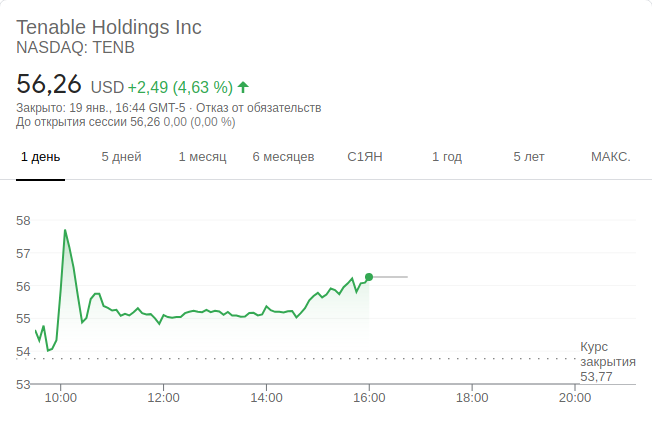 Tenable Holdings Inc
NASDAQ: TENB
56,26 USD +2,49 (4,63 %)
Закрыто: 19 янв., 16:44 GMT-5 · Отказ от обязательств
До открытия сессии 56,26 0,00 (0,00 %)
1 день 5 дней 1 месяц 6 месяцев С1ЯН 1 год 5 лет МАКС.
58
57
56
55
54
Курс
закрытия
53,77
53
10:00 12:00 14:00 16:00 18:00 20:00